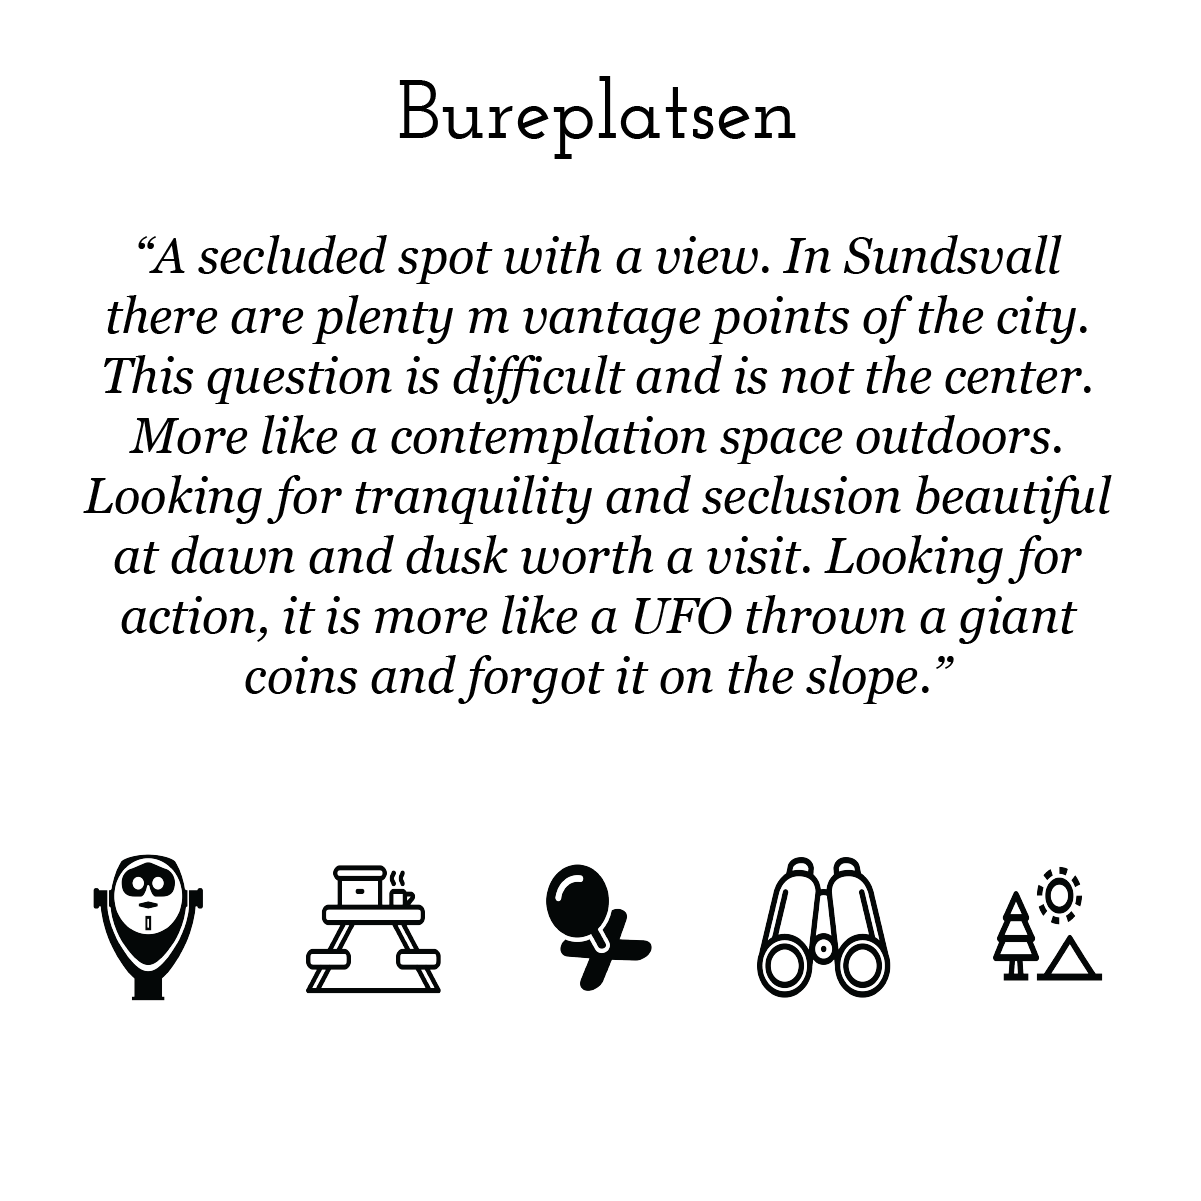 Bureplatsen
“A secluded spot with a view. In Sundsvall
there are plenty m vantage points of the city.
This question is difficult and is not the center.
More like a contemplation space outdoors.
Looking for tranquility and seclusion beautiful
at dawn and dusk worth a visit. Looking for
action, it is more like a UFO thrown a giant
coins and forgot it on the slope.”